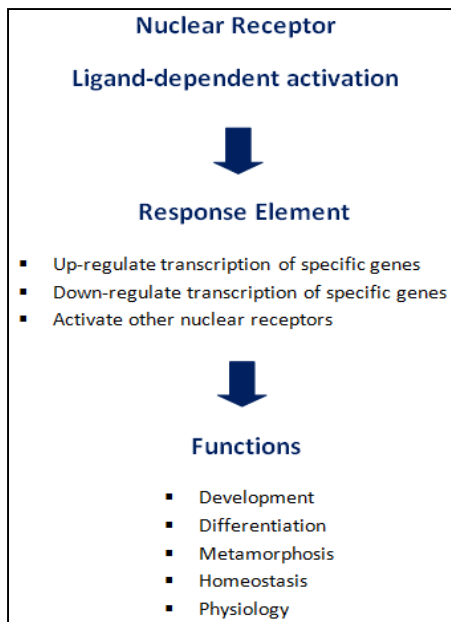 Nuclear Receptor
Ligand-dependent activation
Response Element
▪ Up-regulate transcription of specific genes
▪ Down-regulate transcription of specific genes
▪ Activate other nuclear receptors
Functions
▪ Development
▪ Differentiation
▪ Metamorphosis
▪ Homeostasis
▪ Physiology